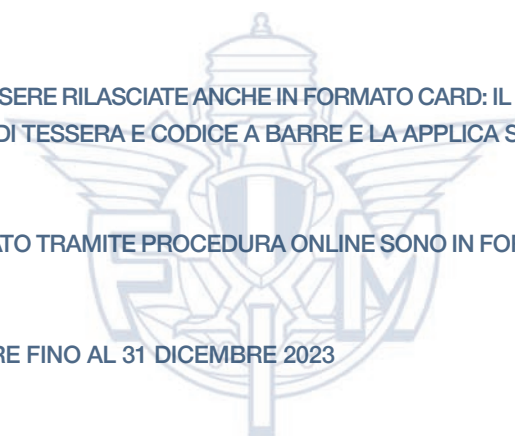 SERE RILASCIATE ANCHE IN FORMATO CARD: IL
DI TESSERA E CODICE A BARRE E LA APPLICA S
ATO TRAMITE PROCEDURA ONLINE SONO IN FO
RE FINO AL 31 DICEMBRE 2023
F M